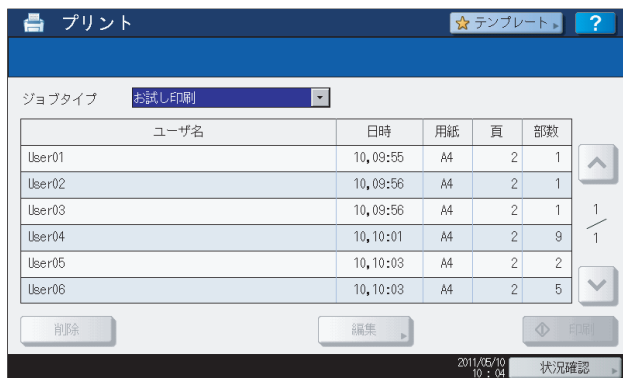 プリント テンプレート ?
ジョブタイプ お試し印刷
ユーザ名 日時 用紙 頁 部数
User01 10,09:55 A4 2 1
User02 10,09:56 A4 2 1
User03 10,09:56 A4 2 1
User04 10,10:01 A4 2 9
User05 10,10:03 A4 2 2
User06 10,10:03 A4 2 5
1/1
削除 編集 印刷
2011/05/10
10:04
状況確認